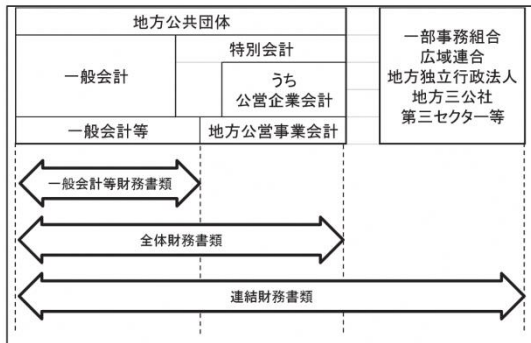 地方公共団体
一般会計
特別会計
うち
公営企業会計
一般会計等
地方公営事業会計
一部事務組合
広域連合
地方独立行政法人
地方三公社
第三セクター等
一般会計等財務書類
全体財務書類
連結財務書類